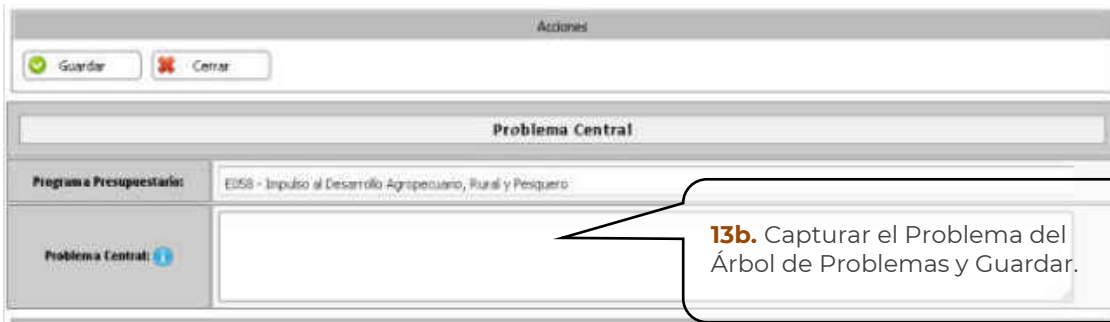 Acciones
Guardar Cerrar
Problema Central
Programa Presupuestario: E058 - Impulso al Desarrollo Agropecuario, Rural y Pesquero
Problema Central:
13b. Capturar el Problema del
Árbol de Problemas y Guardar.